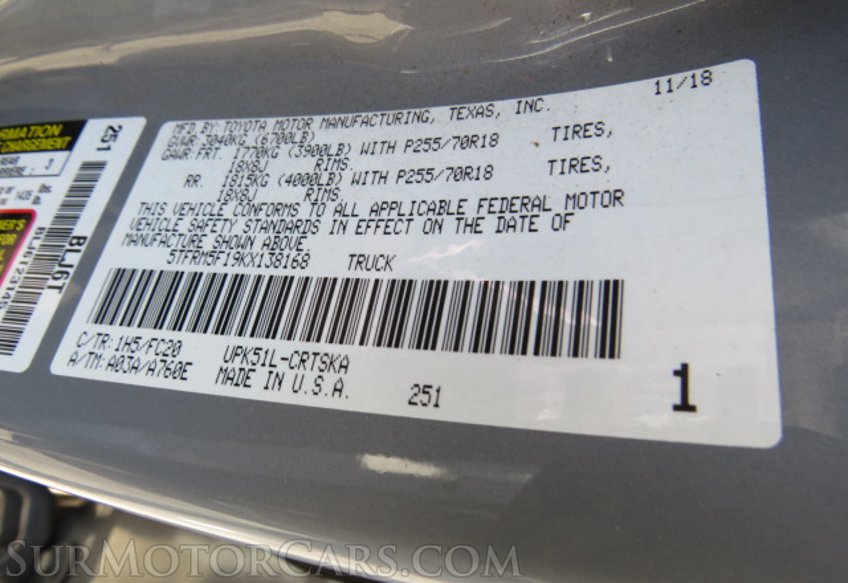 11/18
MFD.BY:TOYOTA MOTOR MANUFACTURING, TEXAS, INC.
GVWR 3040KG (6700LB)
GAWR:FRT. 1770KG (3900LB) WITH P255/70R18 TIRES,
18X8J RIMS
RR. 1815KG (4000LB) WITH P255/70R18 TIRES,
18X8J RIMS
THIS VEHICLE CONFORMS TO ALL APPLICABLE FEDERAL MOTOR
VEHICLE SAFETY STANDARDS IN EFFECT ON THE DATE OF
MANUFACTURE SHOWN ABOVE.
5TFRM5F19KX138168 TRUCK
C/TR:1H5/FC20 UPK51L-CRTSKA
A/TM:A03A/A760E MADE IN U.S.A. 251 1
251
BLJ6T
BLJ6T23140
CHARGEMENT
SurMotorCars.com